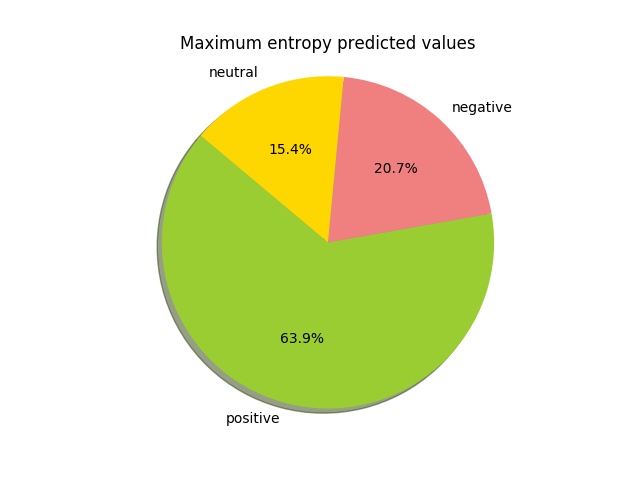 Maximum entropy predicted values
neutral
negative
15.4%
20.7%
63.9%
positive